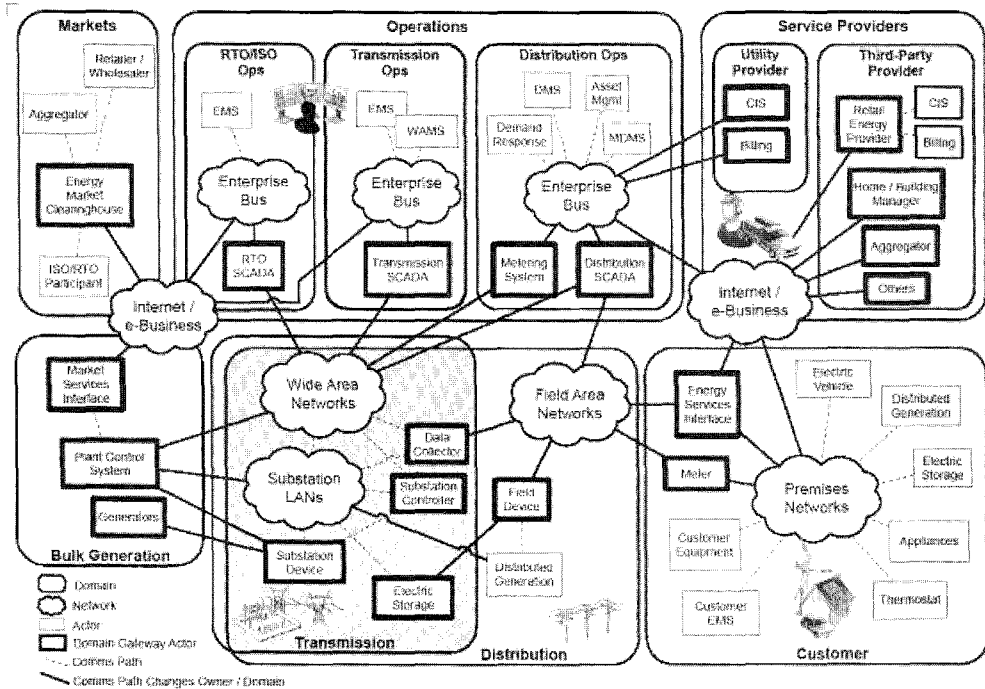 Markets
Operations
Service Providers
Retailer /
Wholesaler
Aggregator
Energy
Market
Clearinghouse
ISO/RTO
Participant
RTO/ISO
Ops
EMS
Enterprise
Bus
RTO
SCADA
Transmission
Ops
EMS
WAMS
Enterprise
Bus
Transmission
SCADA
Distribution Ops
DMS
Asset
Mgmt
Demand
Response
MDMS
Enterprise
Bus
Metering
System
Distribution
SCADA
Utility
Provider
CIS
Billing
Third-Party
Provider
Retail
Energy
Provider
CIS
Billing
Home / Building
Manager
Aggregator
Others
Internet /
e-Business
Internet /
e-Business
Market
Services
Interface
Plant Control
System
Generators
Bulk Generation
Wide Area
Networks
Substation
LANs
Data
Collector
Substation
Controller
Substation
Device
Electric
Storage
Transmission
Field Area
Networks
Field
Device
Distributed
Generation
Distribution
Energy
Services
Interface
Meter
Electric
Vehicle
Distributed
Generation
Electric
Storage
Premises
Networks
Customer
Equipment
Appliances
Customer
EMS
Thermostat
Customer
Domain
Network
Actor
Domain Gateway Actor
Comms Path
Comms Path Changes Owner / Domain